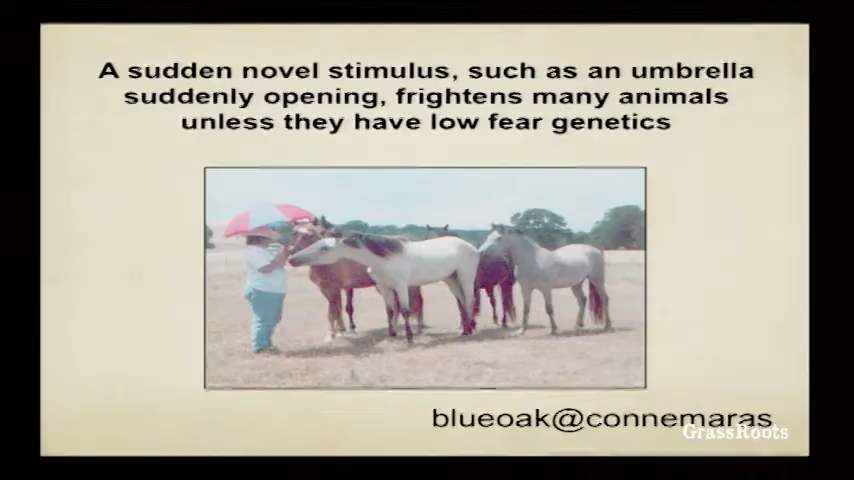 A sudden novel stimulus, such as an umbrella
suddenly opening, frightens many animals
unless they have low fear genetics
blueoak@connemaras
GrassRoots